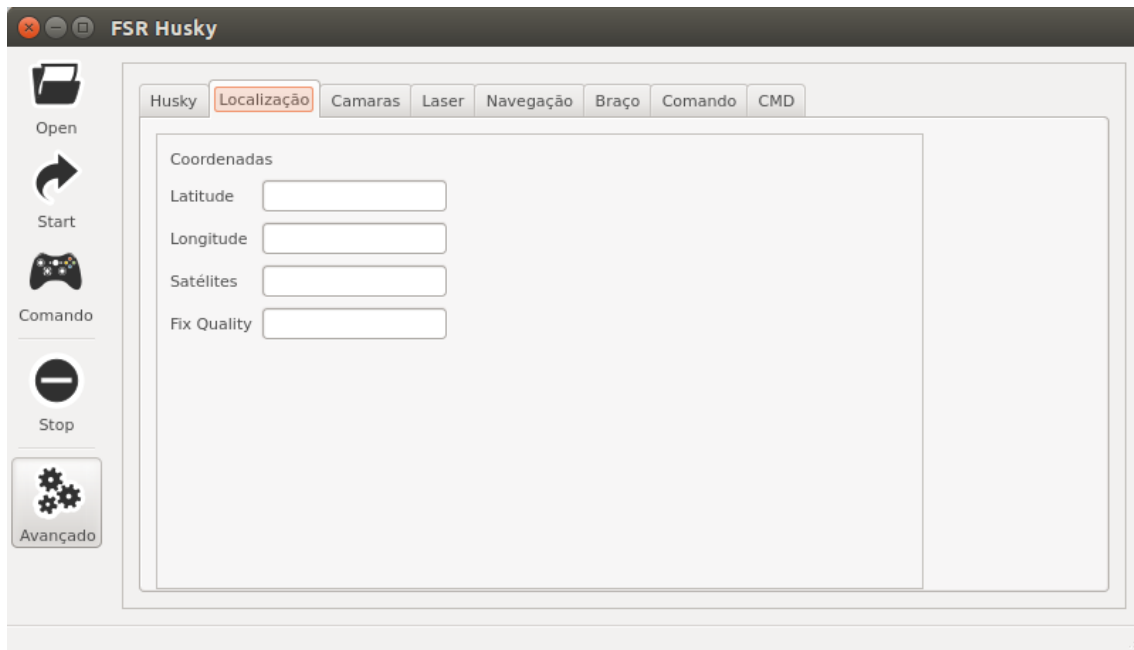 FSR Husky
Open
Start
Comando
Stop
Avançado
Husky Localização Camaras Laser Navegação Braço Comando CMD
Coordenadas
Latitude
Longitude
Satélites
Fix Quality